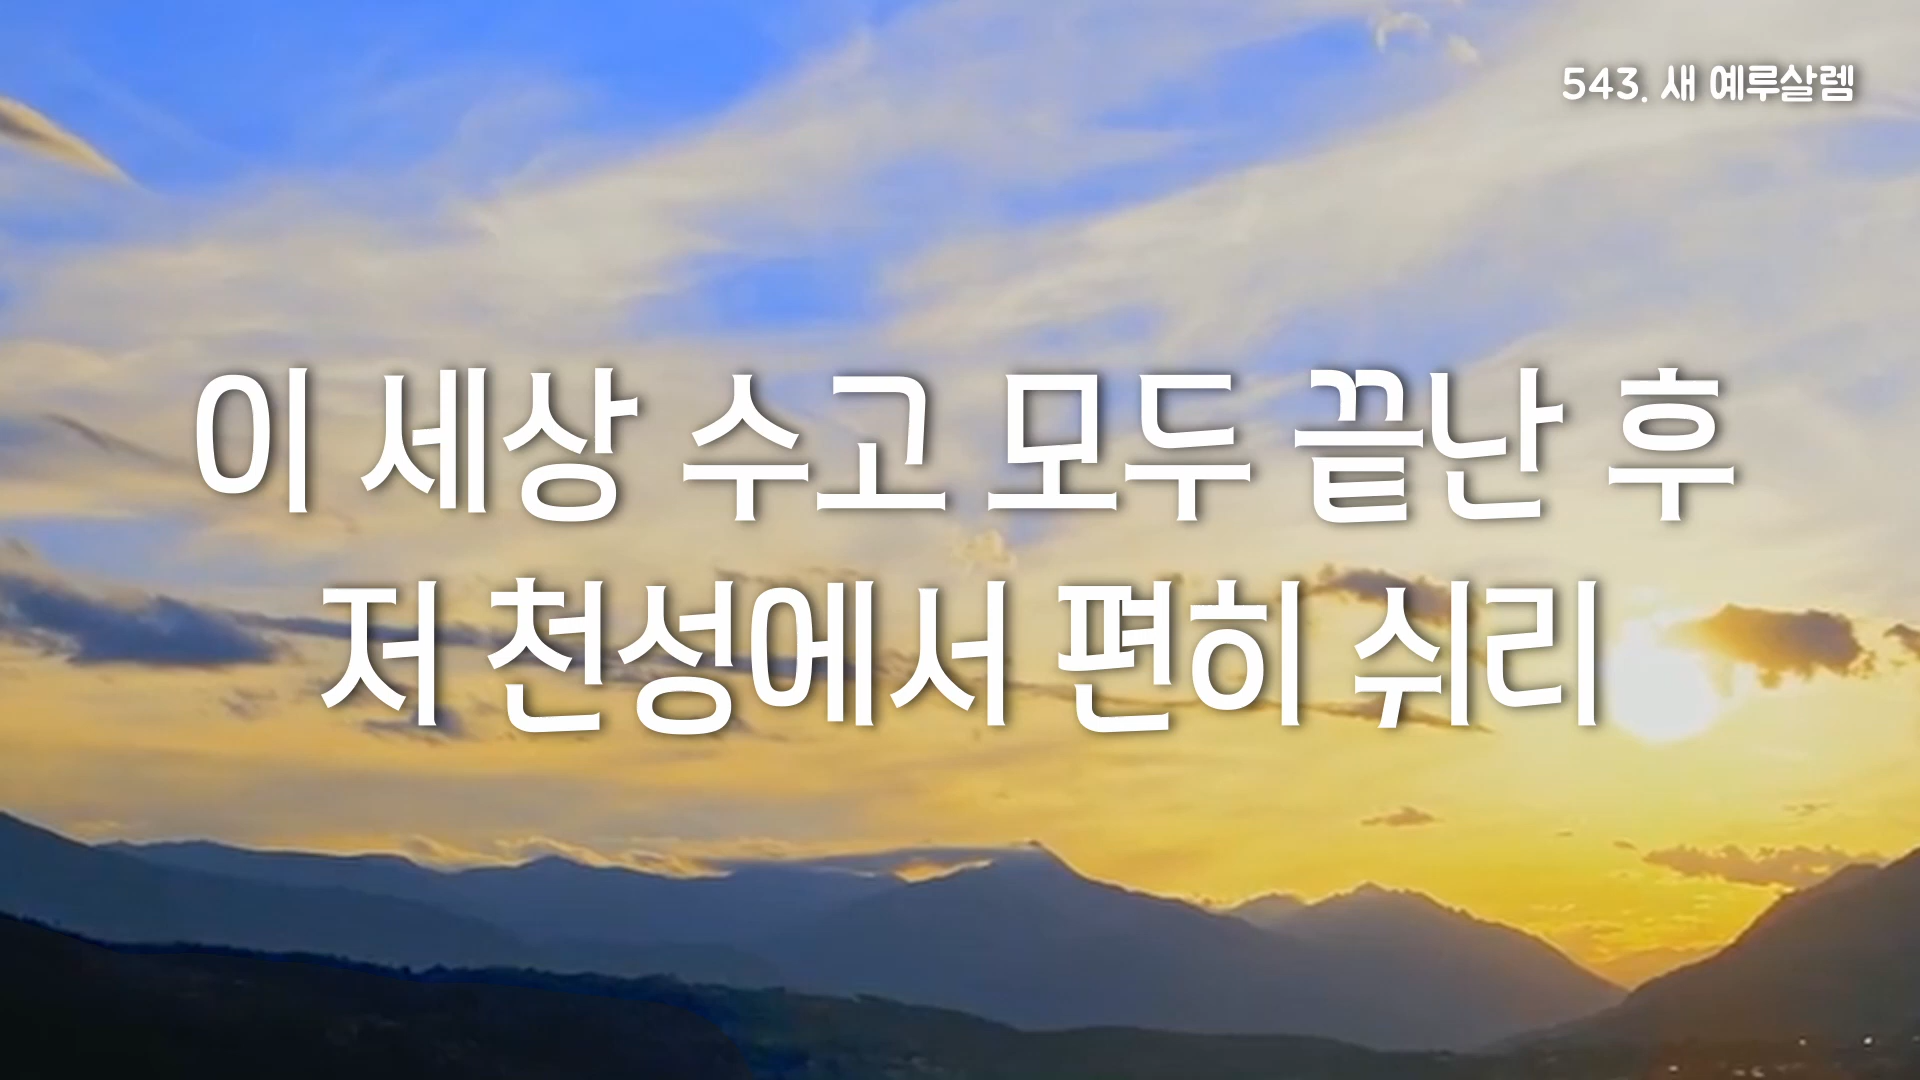 543. 새 예루살렘
이 세상 수고 모두 끝난 후
저 천성에서 편히 쉬리